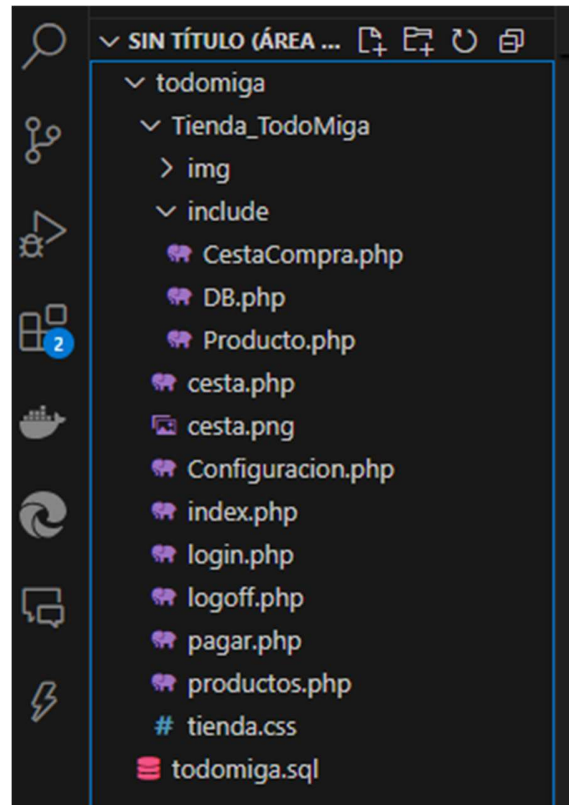 SIN TÍTULO (ÁREA ...
todomiga
Tienda_TodoMiga
img
include
CestaCompra.php
DB.php
2
Producto.php
cesta.php
cesta.png
Configuracion.php
index.php
login.php
logoff.php
pagar.php
productos.php
# tienda.css
todomiga.sql